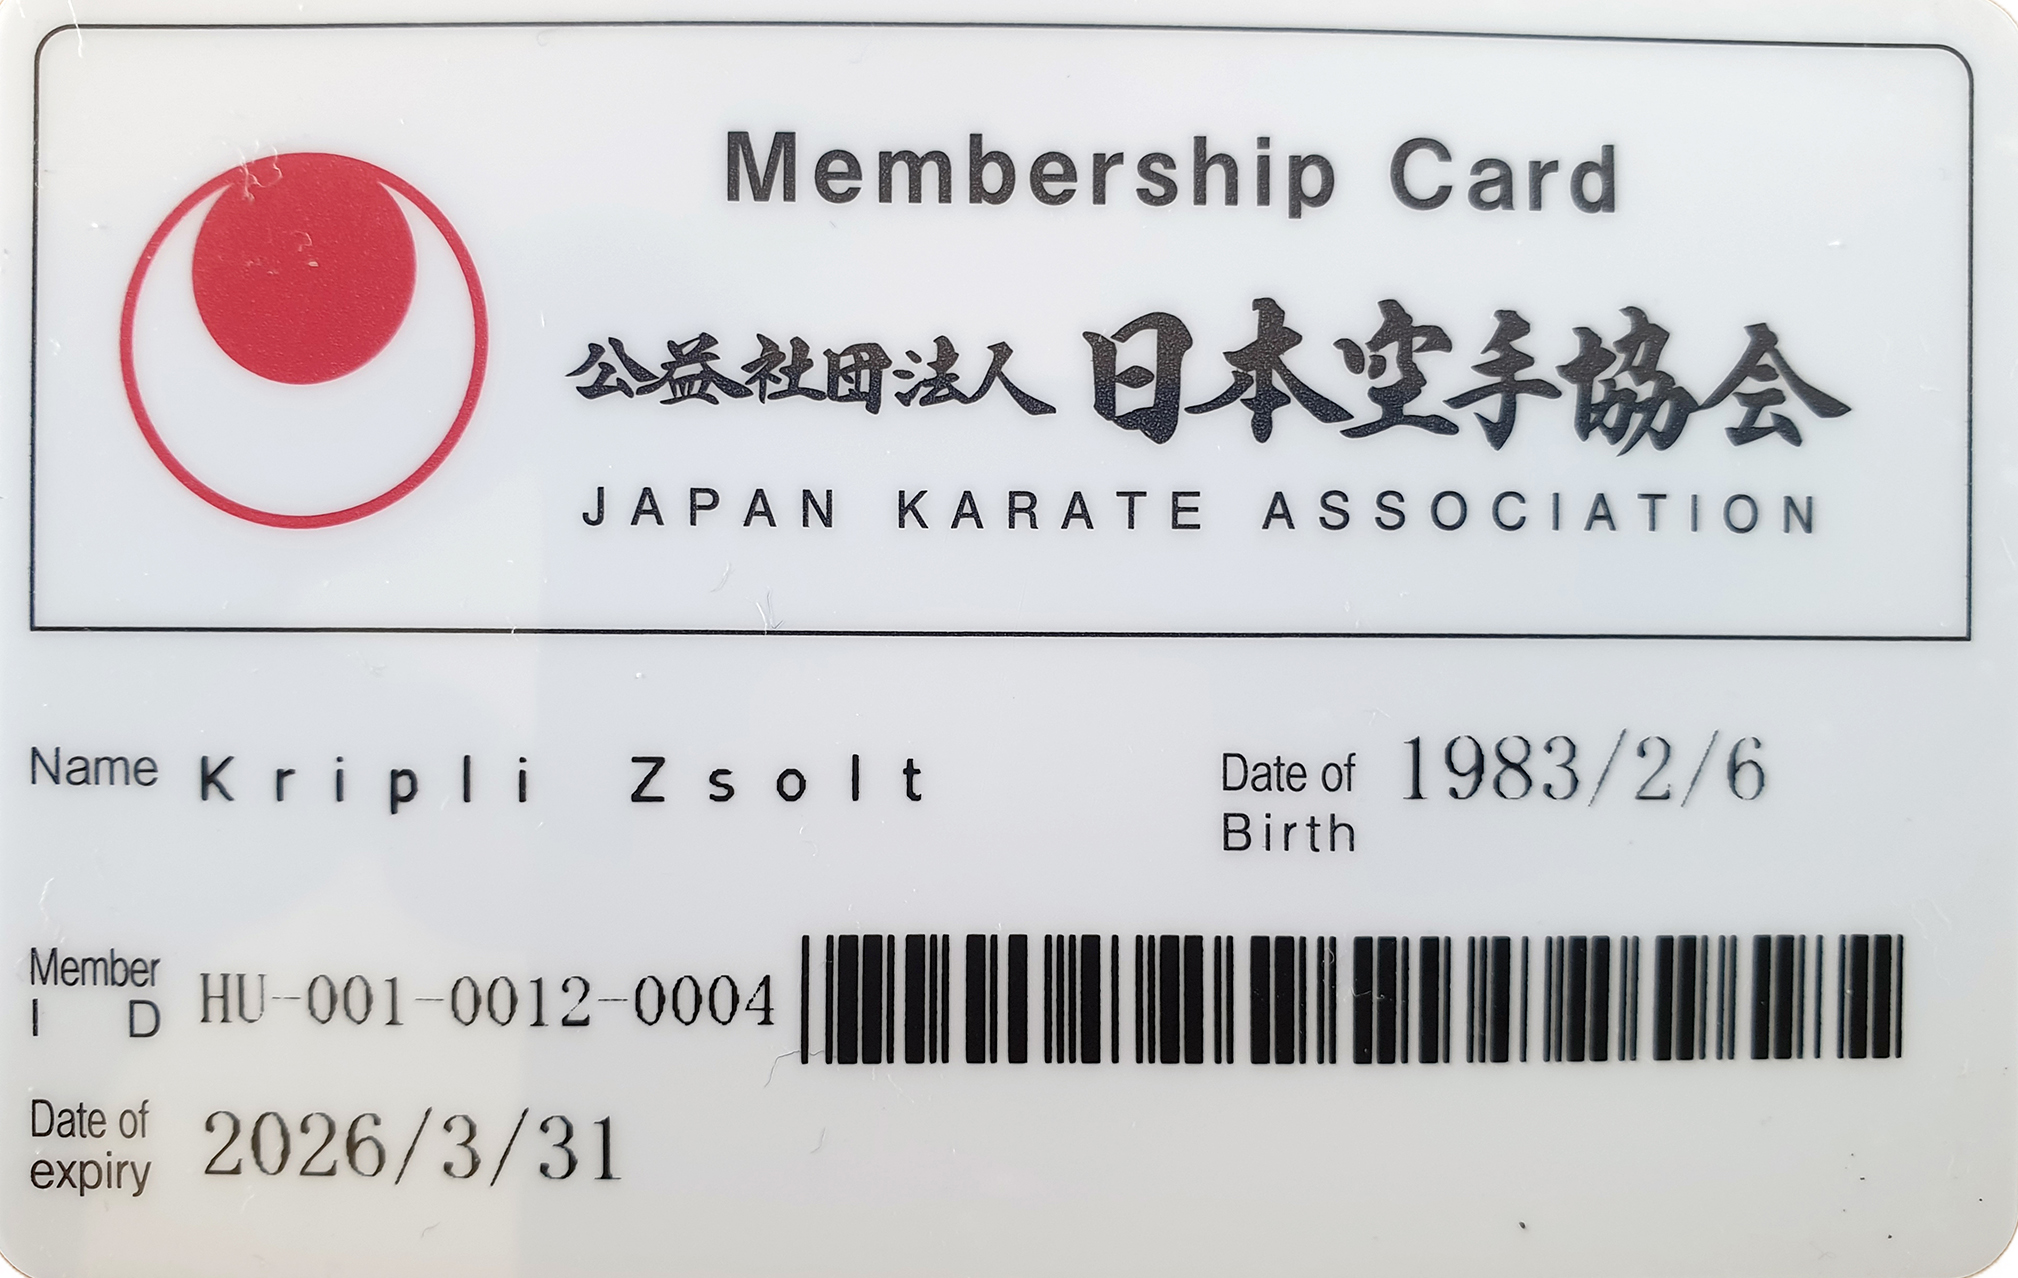 Membership Card
公益社団法人 日本空手協会
JAPAN KARATE ASSOCIATION
Name Kripli Zsolt
Date of Birth 1983/2/6
Member ID HU-001-0012-0004
Date of expiry 2026/3/31